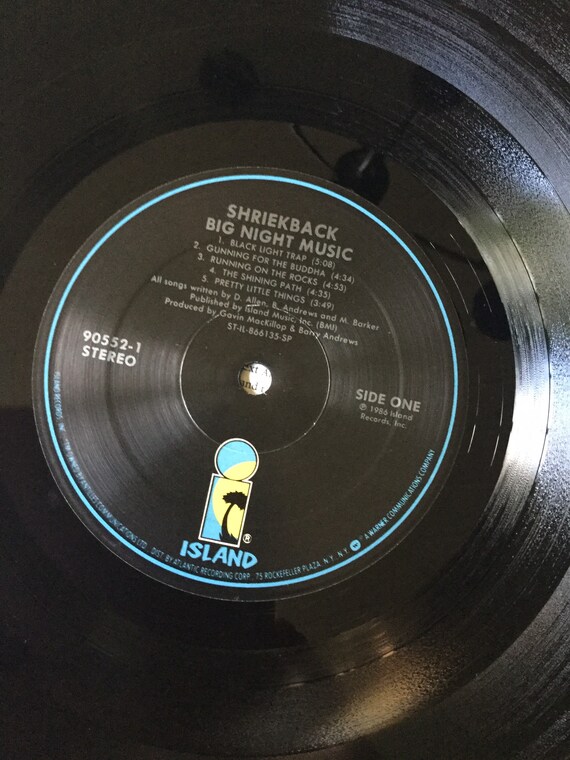 SHRIEKBACK
BIG NIGHT MUSIC
1. BLACK LIGHT TRAP (5:08)
2. GUNNING FOR THE BUDDHA (4:34)
3. RUNNING ON THE ROCKS (4:53)
4. THE SHINING PATH (4:35)
5. PRETTY LITTLE THINGS (3:49)
All songs written by D. Allen, B. Andrews and M. Barker
Published by Island Music, Inc. (BMI)
Produced by Gavin MacKillop & Barry Andrews
ST-IL-866135-SP
90552-1
STEREO
SIDE ONE
℗ 1986 Island
Records, Inc.
ISLAND®
COMMUNICATIONS LTD., DIST. BY ATLANTIC RECORDING CORP., 75 ROCKEFELLER PLAZA, N.Y., N.Y. A WARNER COMMUNICATIONS COMPANY